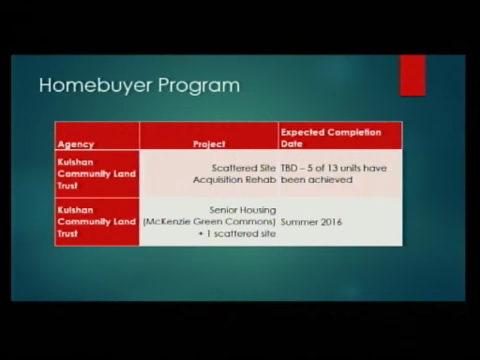 Homebuyer Program
Agency
Project
Expected Completion
Date
Kulshan
Community Land
Trust
Scattered Site
Acquisition Rehab
TBD – 5 of 13 units have
been achieved
Kulshan
Community Land
Trust
Senior Housing
(McKenzie Green Commons)
+ 1 scattered site
Summer 2016